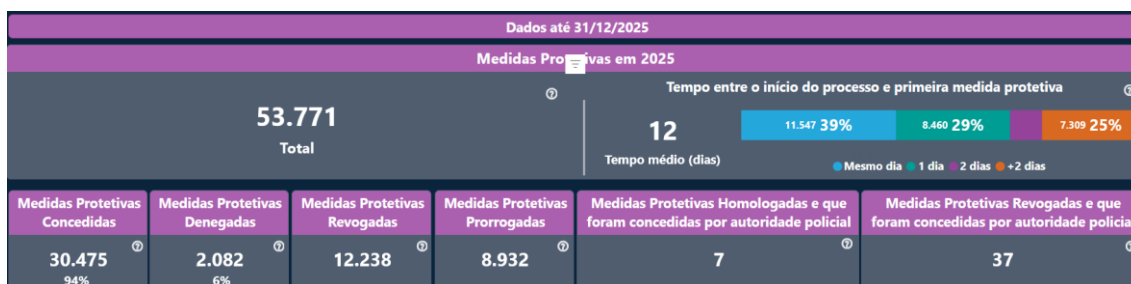 Dados até 31/12/2025
Medidas Protetivas em 2025
53.771
Total
Tempo entre o início do processo e primeira medida protetiva
12
Tempo médio (dias)
11.547 39%
8.460 29%
7.309 25%
Mesmo dia 1 dia 2 dias +2 dias
Medidas Protetivas
Concedidas
30.475
94%
Medidas Protetivas
Denegadas
2.082
6%
Medidas Protetivas
Revogadas
12.238
Medidas Protetivas
Prorrogadas
8.932
Medidas Protetivas Homologadas e que
foram concedidas por autoridade policial
7
Medidas Protetivas Revogadas e que
foram concedidas por autoridade policia
37